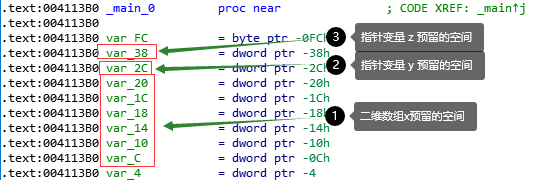 .text:004113B0 _main_0 proc near ; CODE XREF: _main↑j
.text:004113B0
.text:004113B0 var_FC = byte ptr -0FCh ③ 指针变量 z 预留的空间
.text:004113B0 var_38 = dword ptr -38h
.text:004113B0 var_2C = dword ptr -2Ch ② 指针变量 y 预留的空间
.text:004113B0 var_20 = dword ptr -20h
.text:004113B0 var_1C = dword ptr -1Ch
.text:004113B0 var_18 = dword ptr -18h ① 二维数组x预留的空间
.text:004113B0 var_14 = dword ptr -14h
.text:004113B0 var_10 = dword ptr -10h
.text:004113B0 var_C = dword ptr -0Ch
.text:004113B0 var_4 = dword ptr -4